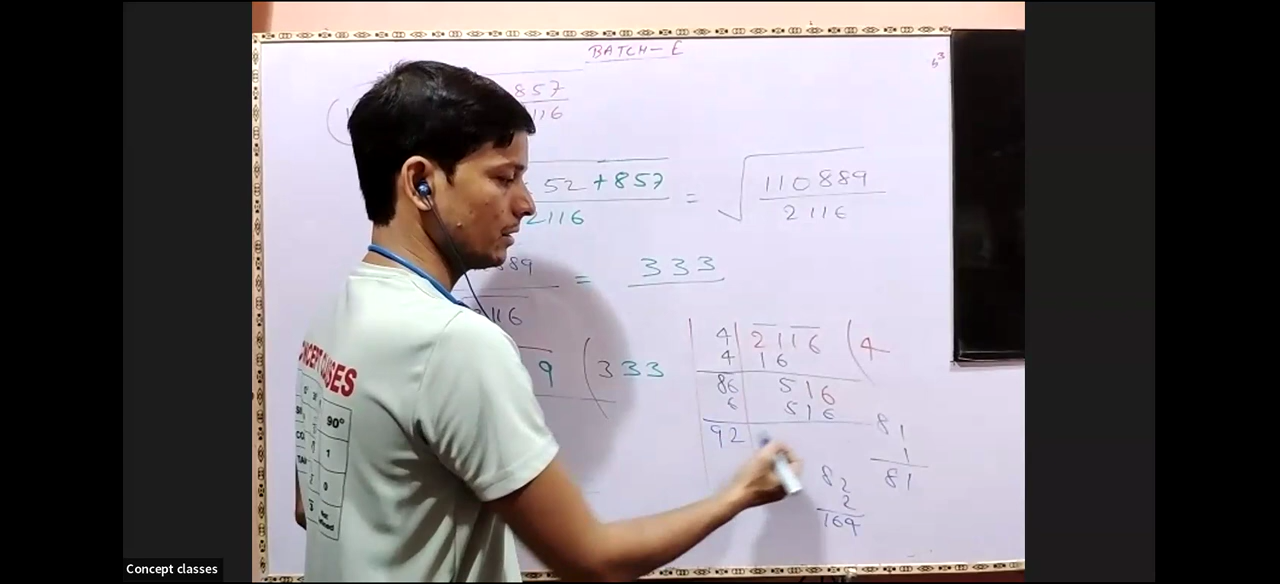 BATCH-E
b³
857
116
52 +857
2116
=
√
110889
2116
889
116
=
333
9 ( 333
4 | 2116 ( 4
4 | 16
86 | 516
6 | 516
92
81
1
81
82
2
164
CONCEPT CLASSES
90°
1
0
Concept classes